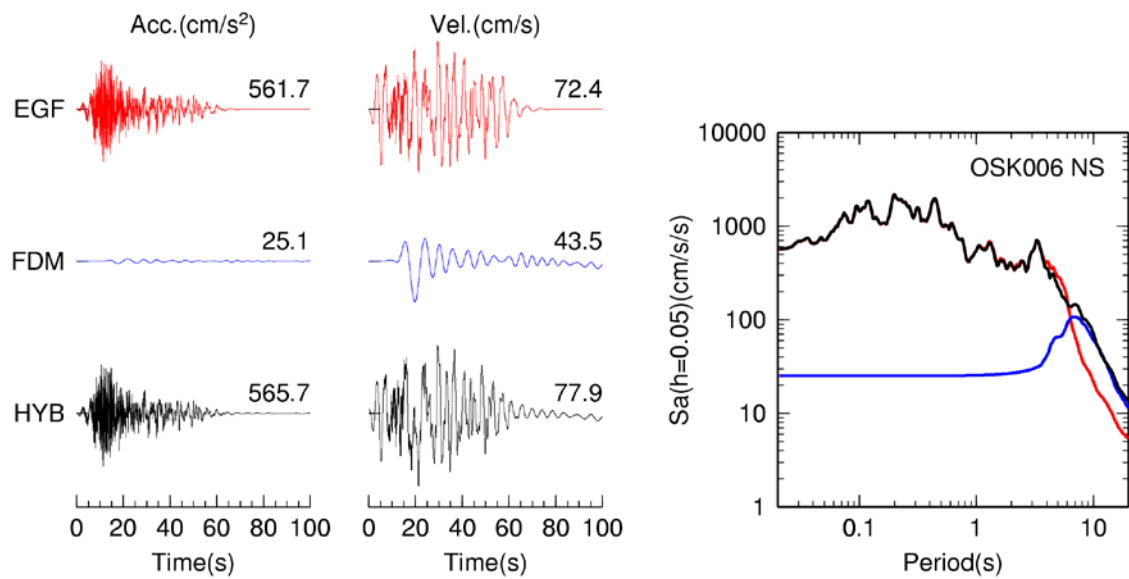 Acc.(cm/s²) Vel.(cm/s)
EGF 561.7 72.4
FDM 25.1 43.5
HYB 565.7 77.9
0 20 40 60 80 100 0 20 40 60 80 100
Time(s) Time(s)
OSK006 NS
Sa(h=0.05)(cm/s/s)
10000
1000
100
10
1
0.1 1 10
Period(s)